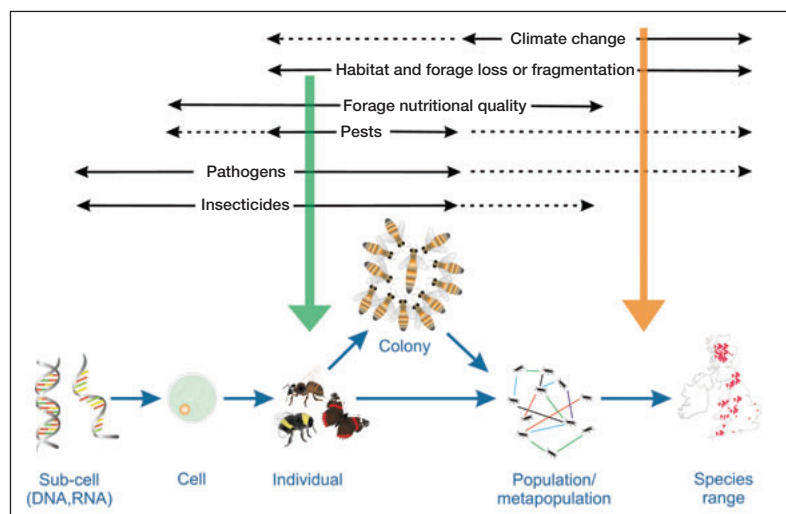 Climate change
Habitat and forage loss or fragmentation
Forage nutritional quality
Pests
Pathogens
Insecticides
Colony
Sub-cell
(DNA,RNA)
Cell
Individual
Population/
metapopulation
Species
range